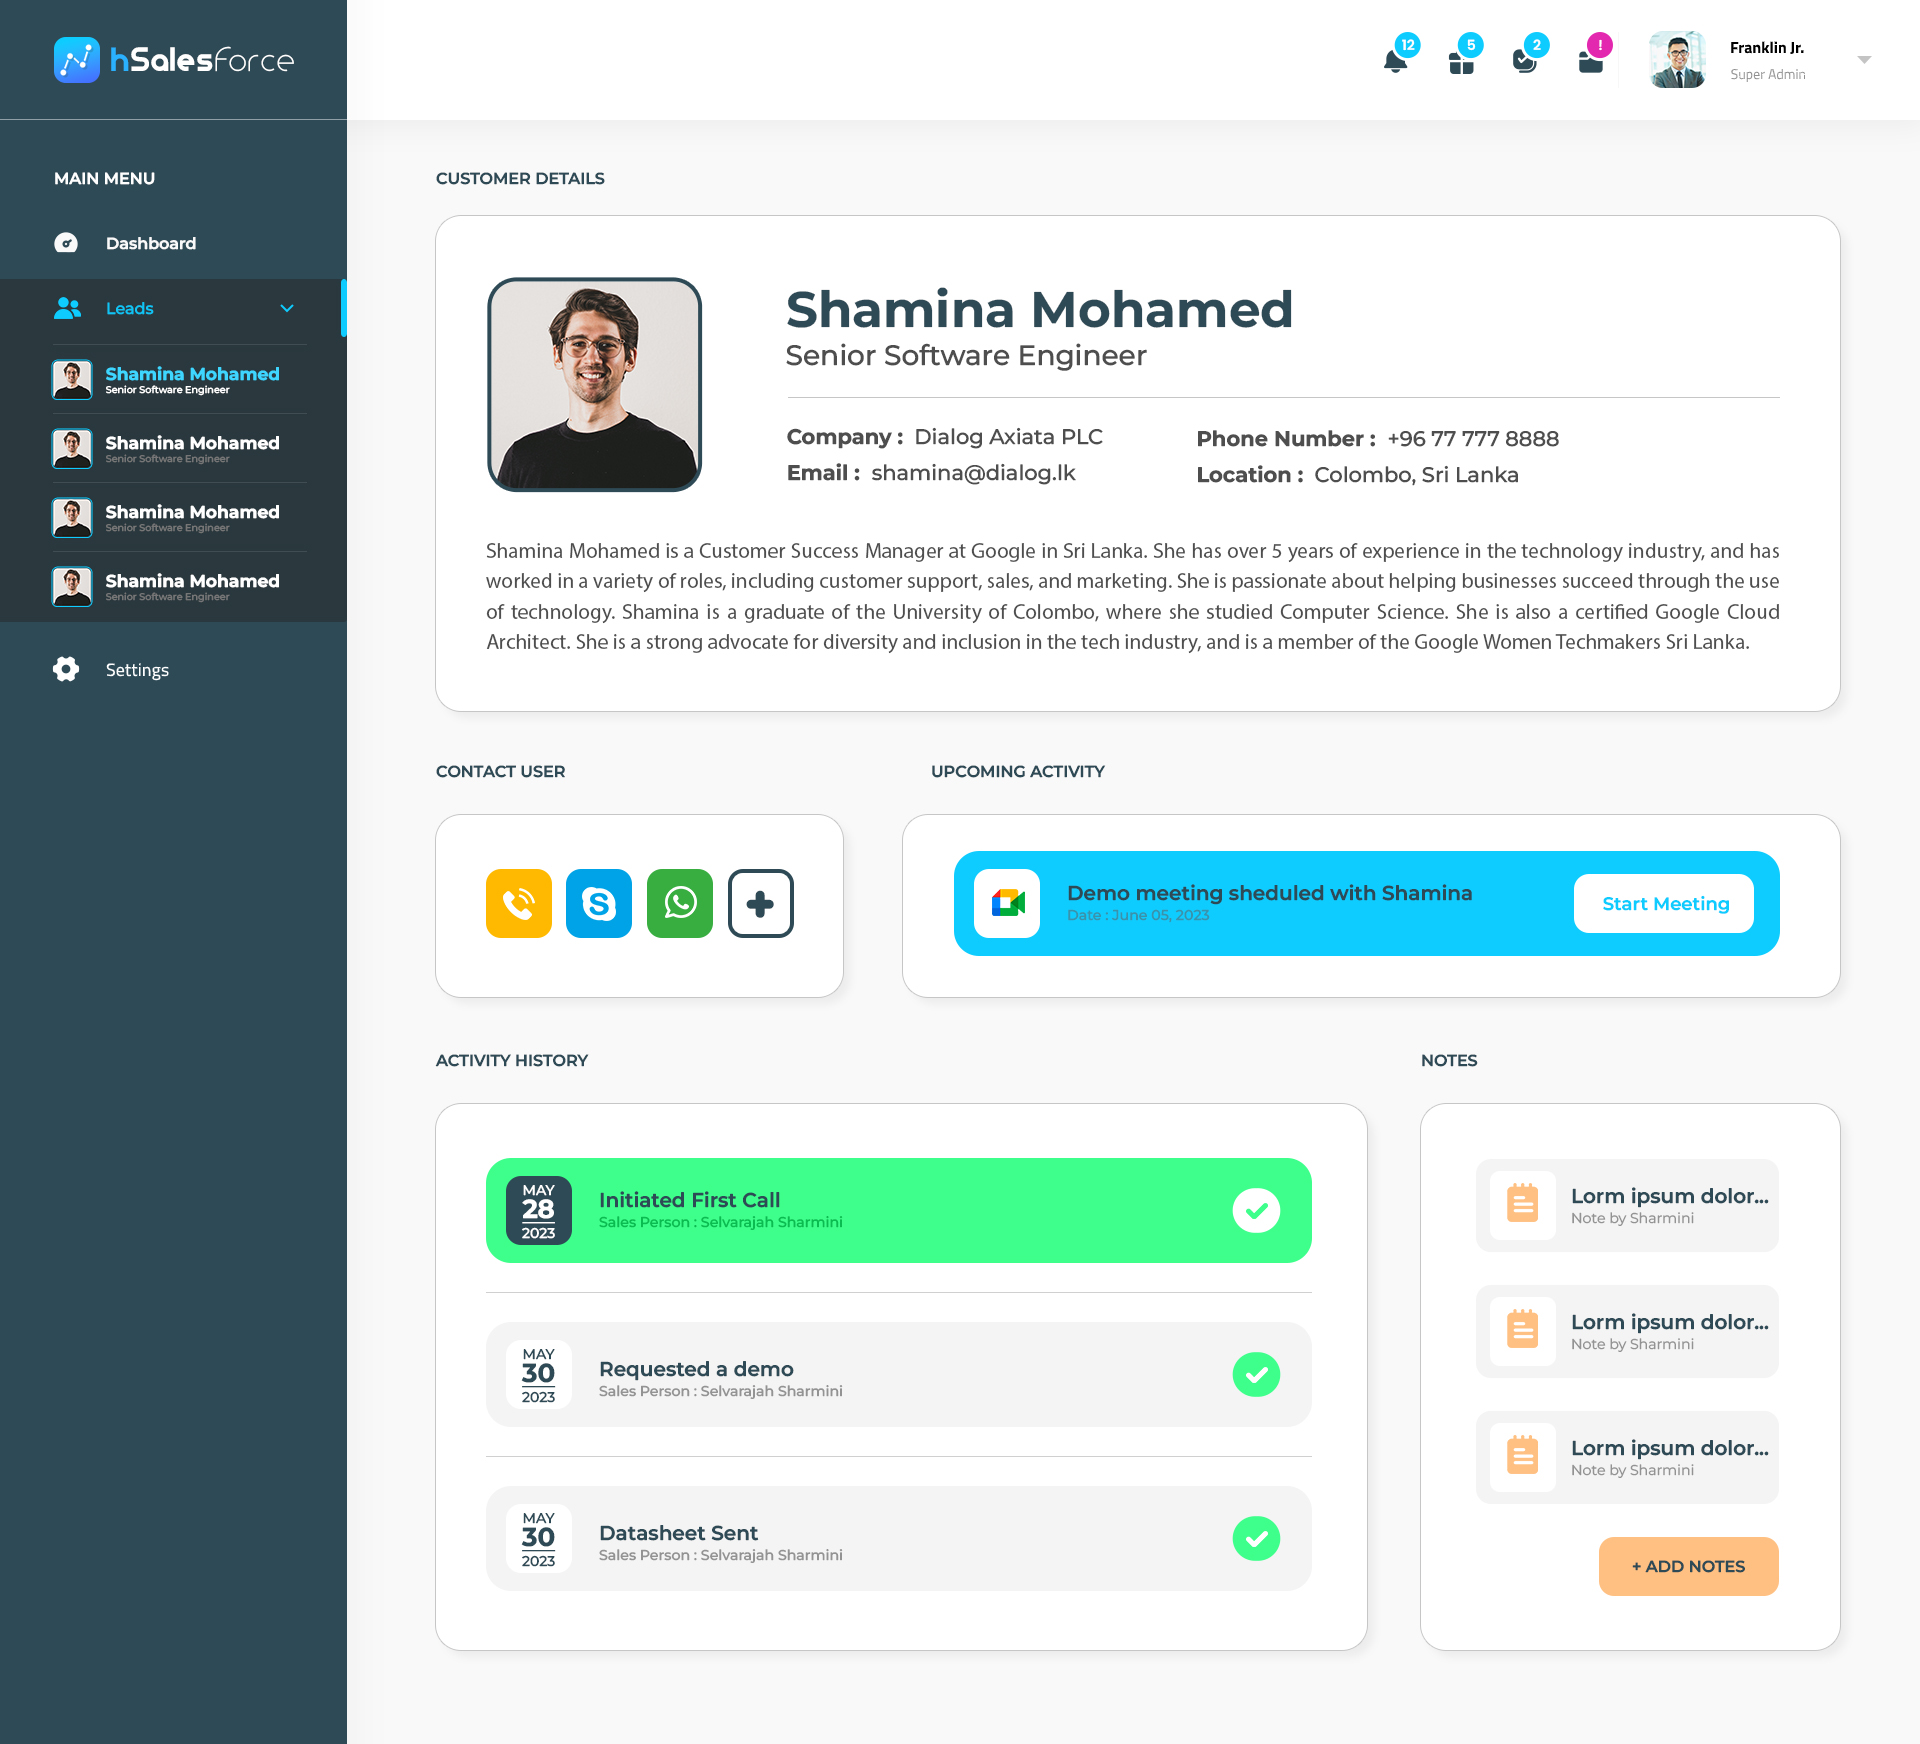 hSalesforce
12
5
2
!
Franklin Jr.
Super Admin
MAIN MENU
Dashboard
Leads
Shamina Mohamed
Senior Software Engineer
Shamina Mohamed
Senior Software Engineer
Shamina Mohamed
Senior Software Engineer
Shamina Mohamed
Senior Software Engineer
Settings
CUSTOMER DETAILS
Shamina Mohamed
Senior Software Engineer
Company : Dialog Axiata PLC
Email : shamina@dialog.lk
Phone Number : +96 77 777 8888
Location : Colombo, Sri Lanka
Shamina Mohamed is a Customer Success Manager at Google in Sri Lanka. She has over 5 years of experience in the technology industry, and has
worked in a variety of roles, including customer support, sales, and marketing. She is passionate about helping businesses succeed through the use
of technology. Shamina is a graduate of the University of Colombo, where she studied Computer Science. She is also a certified Google Cloud
Architect. She is a strong advocate for diversity and inclusion in the tech industry, and is a member of the Google Women Techmakers Sri Lanka.
CONTACT USER
UPCOMING ACTIVITY
Demo meeting sheduled with Shamina
Date : June 05, 2023
Start Meeting
ACTIVITY HISTORY
MAY
28
2023
Initiated First Call
Sales Person : Selvarajah Sharmini
MAY
30
2023
Requested a demo
Sales Person : Selvarajah Sharmini
MAY
30
2023
Datasheet Sent
Sales Person : Selvarajah Sharmini
NOTES
Lorm ipsum dolor...
Note by Sharmini
Lorm ipsum dolor...
Note by Sharmini
Lorm ipsum dolor...
Note by Sharmini
+ ADD NOTES